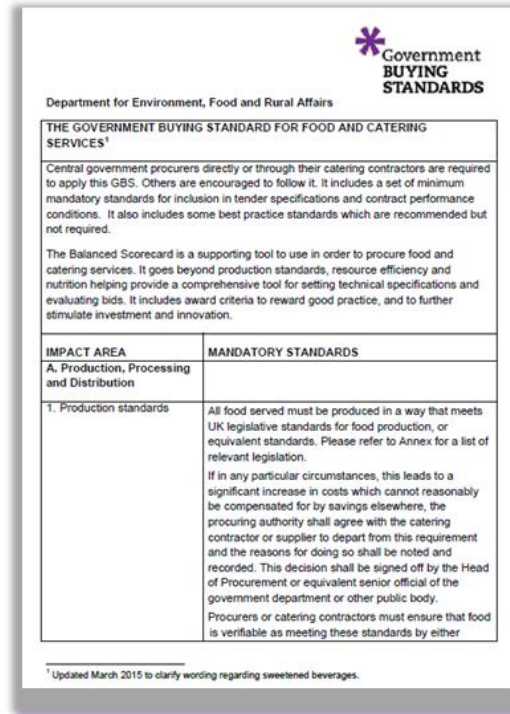 Government
BUYING
STANDARDS
Department for Environment, Food and Rural Affairs
THE GOVERNMENT BUYING STANDARD FOR FOOD AND CATERING
SERVICES¹
Central government procurers directly or through their catering contractors are required
to apply this GBS. Others are encouraged to follow it. It includes a set of minimum
mandatory standards for inclusion in tender specifications and contract performance
conditions. It also includes some best practice standards which are recommended but
not required.
The Balanced Scorecard is a supporting tool to use in order to procure food and
catering services. It goes beyond production standards, resource efficiency and
nutrition helping provide a comprehensive tool for setting technical specifications and
evaluating bids. It includes award criteria to reward good practice, and to further
stimulate investment and innovation.
IMPACT AREA
MANDATORY STANDARDS
A. Production, Processing
and Distribution
1. Production standards
All food served must be produced in a way that meets
UK legislative standards for food production, or
equivalent standards. Please refer to Annex for a list of
relevant legislation.
If in any particular circumstances, this leads to a
significant increase in costs which cannot reasonably
be compensated for by savings elsewhere, the
procuring authority shall agree with the catering
contractor or supplier to depart from this requirement
and the reasons for doing so shall be noted and
recorded. This decision shall be signed off by the Head
of Procurement or equivalent senior official of the
government department or other public body.
Procurers or catering contractors must ensure that food
is verifiable as meeting these standards by either
¹ Updated March 2015 to clarify wording regarding sweetened beverages.